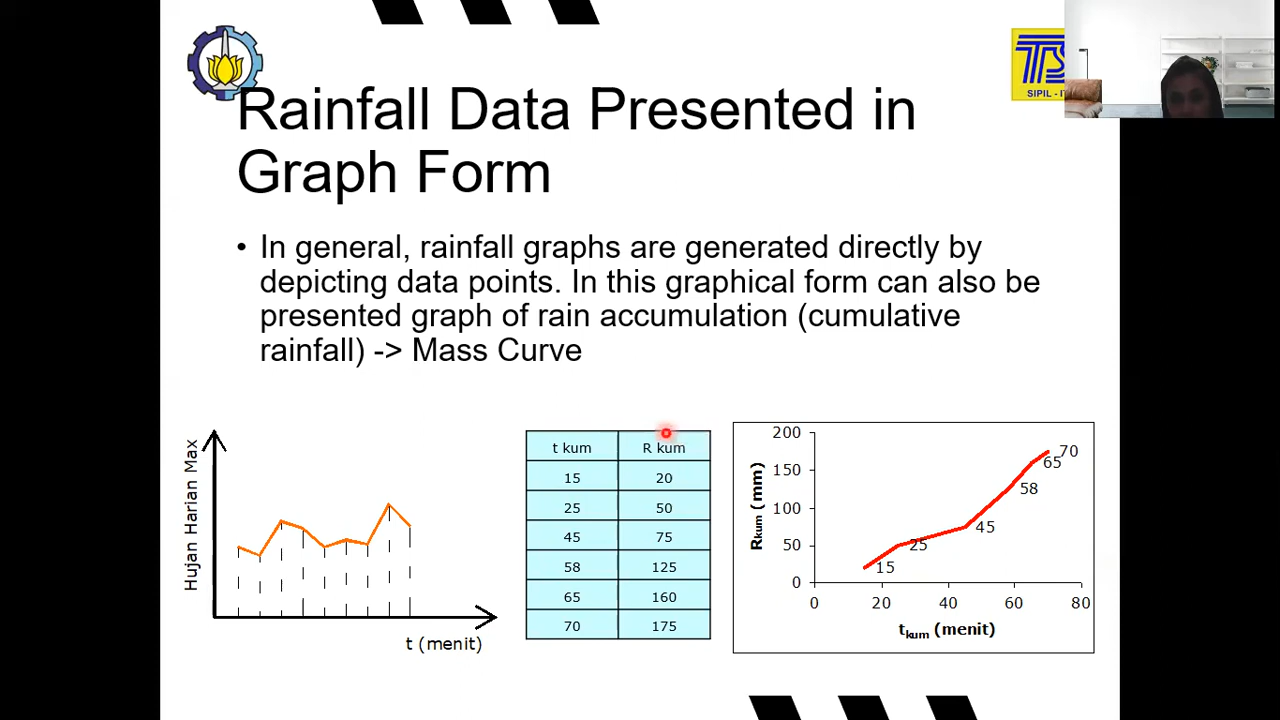 TS
SIPIL - IT
Rainfall Data Presented in
Graph Form
• In general, rainfall graphs are generated directly by
depicting data points. In this graphical form can also be
presented graph of rain accumulation (cumulative
rainfall) -> Mass Curve
Hujan Harian Max
t (menit)
t kum R kum
15 20
25 50
45 75
58 125
65 160
70 175
Rkum (mm)
200
150
100
50
0
15
25
45
58
65
70
0 20 40 60 80
tkum (menit)